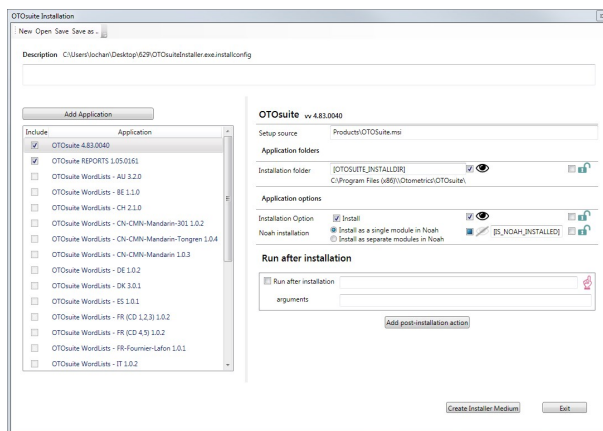 OTOsuite Installation
New Open Save Save as
Description C:\Users\lochan\Desktop\629\OTOsuiteInstaller.exe.installconfig
Add Application
Include Application
OTOsuite 4.83.0040
OTOsuite REPORTS 1.05.0161
OTOsuite WordLists - AU 3.2.0
OTOsuite WordLists - BE 1.1.0
OTOsuite WordLists - CH 2.1.0
OTOsuite WordLists - CN-CMN-Mandarin-301 1.0.2
OTOsuite WordLists - CN-CMN-Mandarin-Tongren 1.0.4
OTOsuite WordLists - CN-CMN-Mandarin 1.0.3
OTOsuite WordLists - DE 1.0.2
OTOsuite WordLists - DK 3.0.1
OTOsuite WordLists - ES 1.0.1
OTOsuite WordLists - FR (CD 1,2,3) 1.0.2
OTOsuite WordLists - FR (CD 4,5) 1.0.2
OTOsuite WordLists - FR-Fournier-Lafon 1.0.1
OTOsuite WordLists - IT 1.0.2
OTOsuite vv 4.83.0040
Setup source Products\OTOSuite.msi
Application folders
Installation folder [OTOSUITE_INSTALLDIR]
C:\Program Files (x86)\\Otometrics\OTOsuite\
Application options
Installation Option Install
Noah installation Install as a single module in Noah [IS_NOAH_INSTALLED]
Install as separate modules in Noah
Run after installation
Run after installation
arguments
Add post-installation action
Create Installer Medium Exit